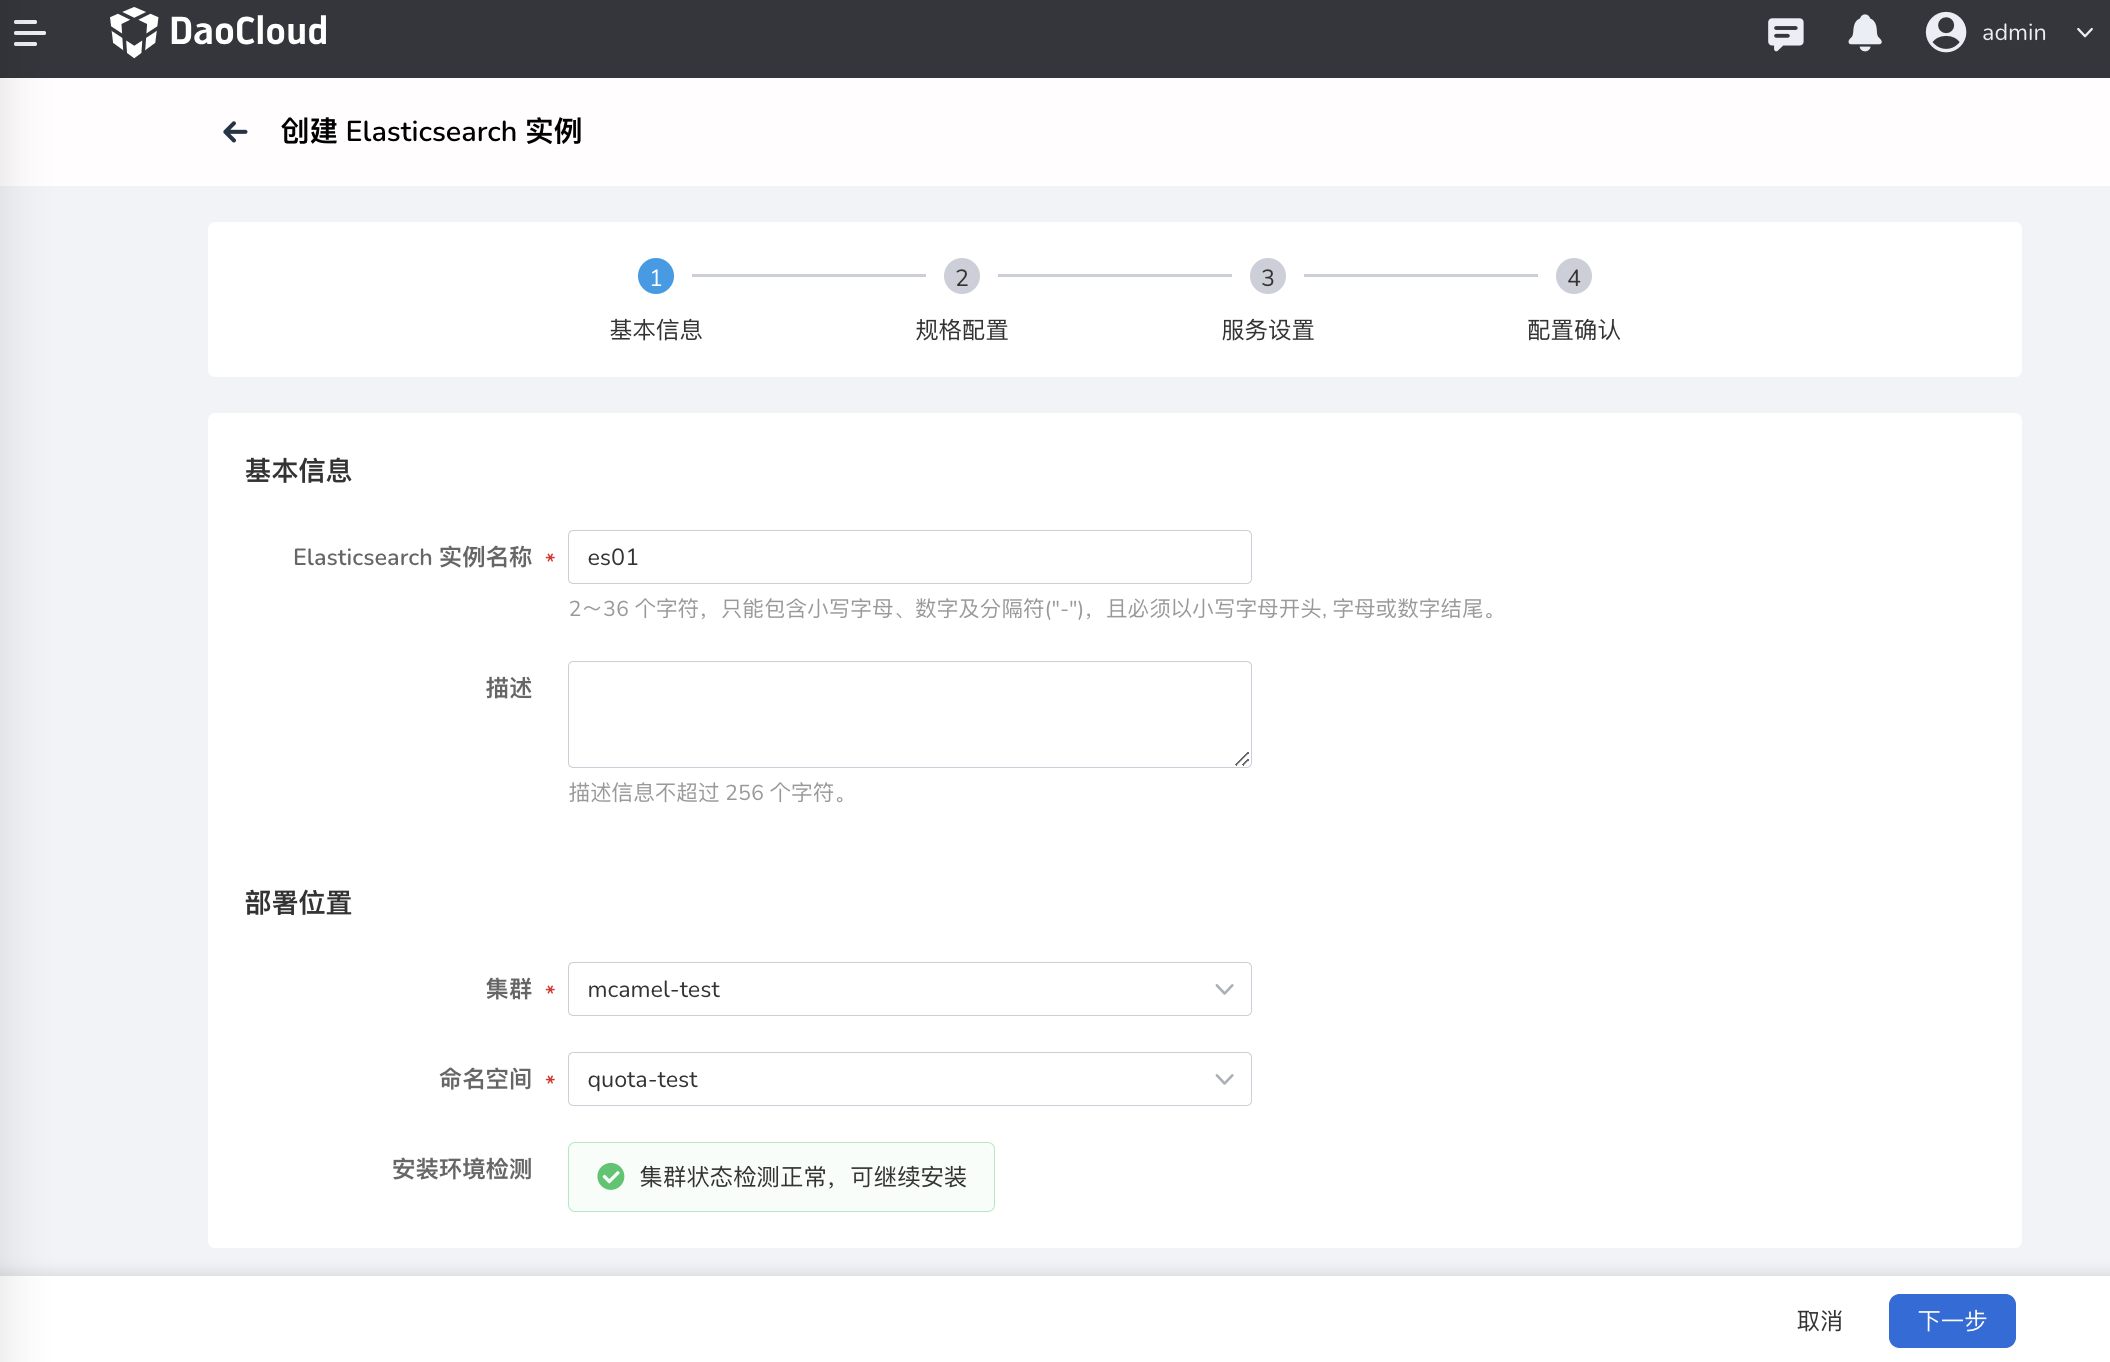 DaoCloud
admin
创建 Elasticsearch 实例
1
2
3
4
基本信息
规格配置
服务设置
配置确认
基本信息
Elasticsearch 实例名称 *
es01
2～36 个字符，只能包含小写字母、数字及分隔符("-")，且必须以小写字母开头, 字母或数字结尾。
描述
描述信息不超过 256 个字符。
部署位置
集群 *
mcamel-test
命名空间 *
quota-test
安装环境检测
集群状态检测正常，可继续安装
取消
下一步